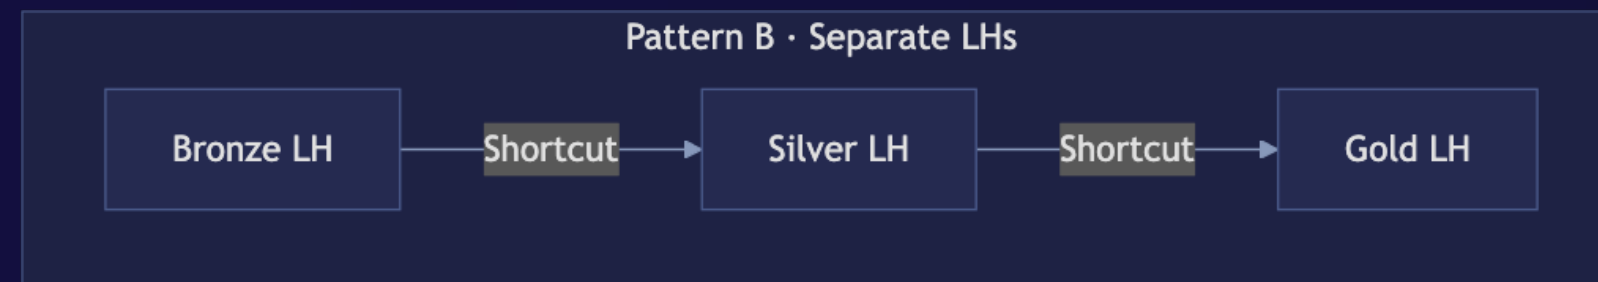 Pattern B · Separate LHs
Bronze LH
Shortcut
Silver LH
Shortcut
Gold LH